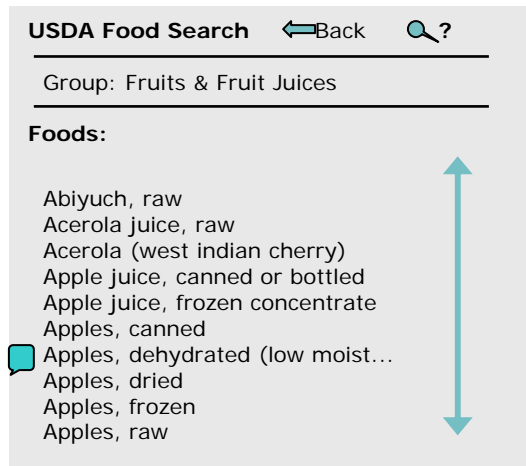 USDA Food Search Back ?
Group: Fruits & Fruit Juices
Foods:
Abiyuch, raw
Acerola juice, raw
Acerola (west indian cherry)
Apple juice, canned or bottled
Apple juice, frozen concentrate
Apples, canned
Apples, dehydrated (low moist...
Apples, dried
Apples, frozen
Apples, raw